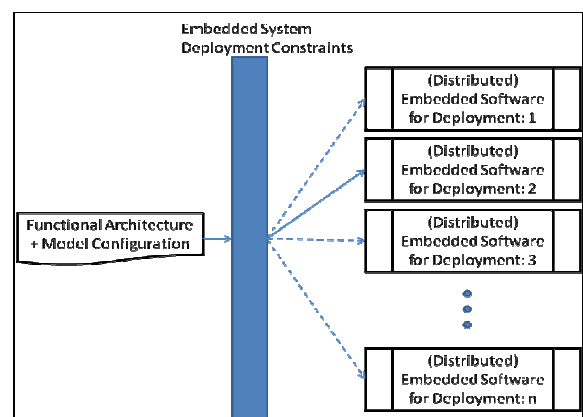 Embedded System
Deployment Constraints
(Distributed)
Embedded Software
for Deployment: 1
(Distributed)
Embedded Software
for Deployment: 2
Functional Architecture
+ Model Configuration
(Distributed)
Embedded Software
for Deployment: 3
(Distributed)
Embedded Software
for Deployment: n